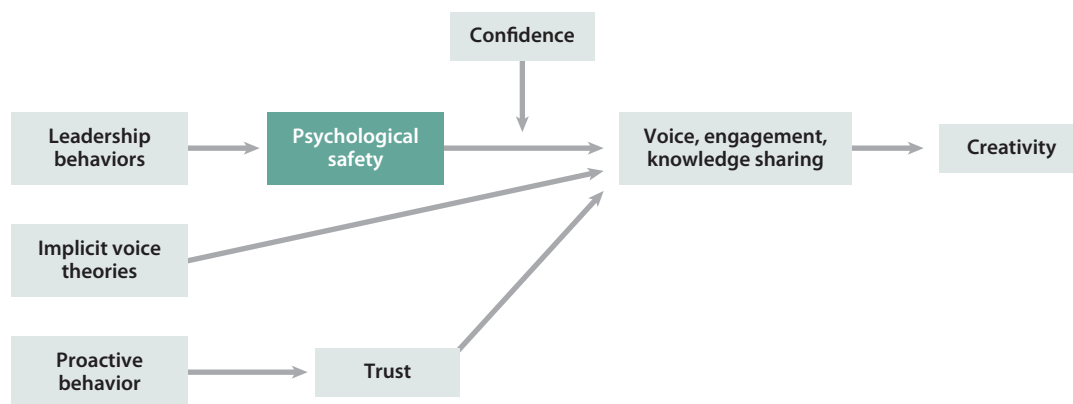 Confidence
Leadership
behaviors
Psychological
safety
Voice, engagement,
knowledge sharing
Creativity
Implicit voice
theories
Proactive
behavior
Trust